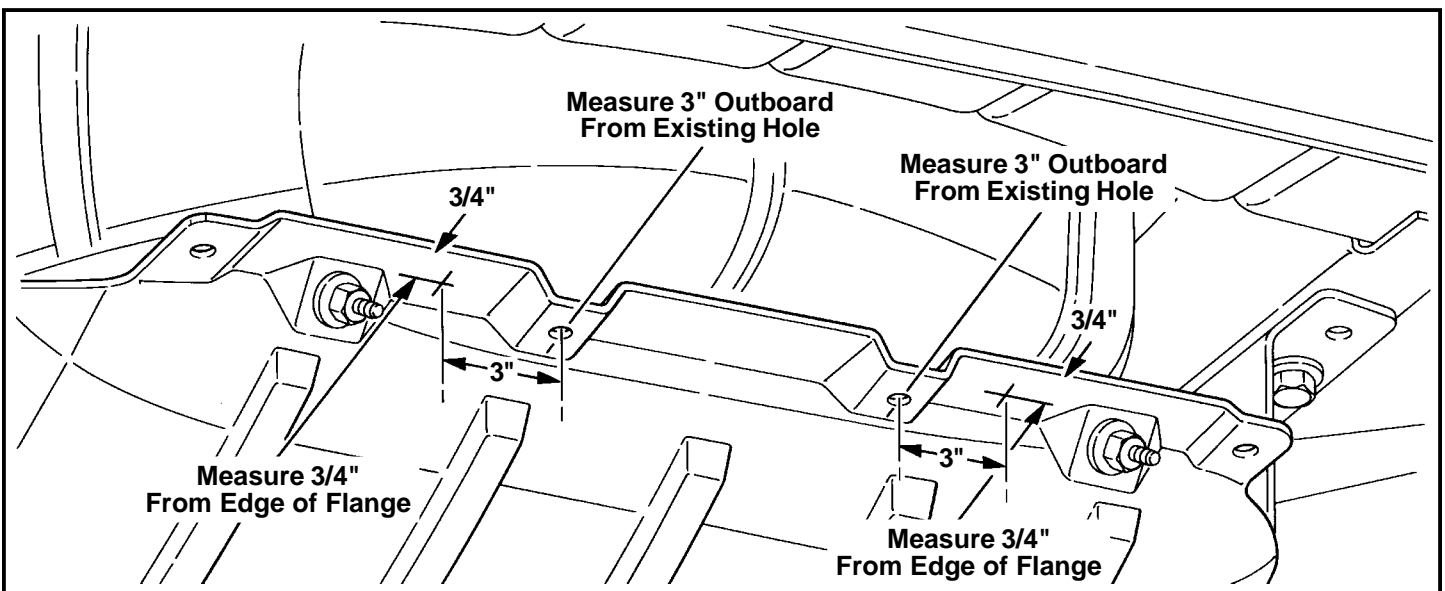 Measure 3" Outboard
From Existing Hole
Measure 3" Outboard
From Existing Hole
3/4"
3/4"
3"
3"
Measure 3/4"
From Edge of Flange
Measure 3/4"
From Edge of Flange